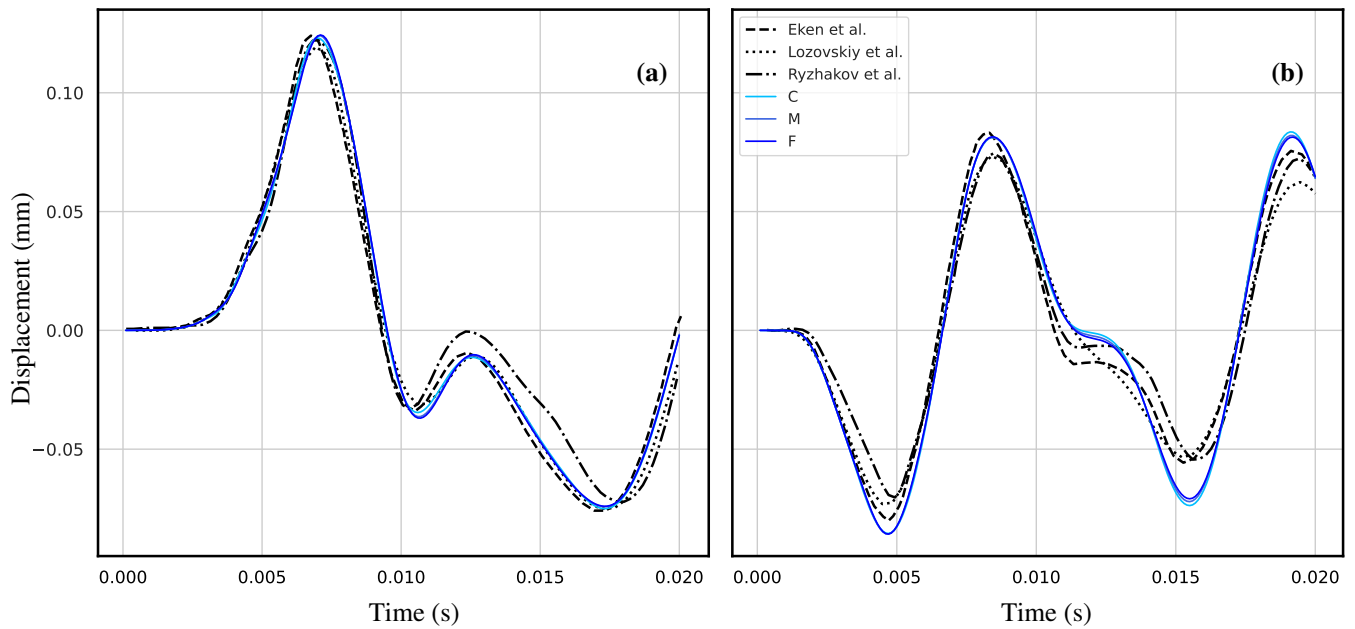 (a)
(b)
Eken et al.
Lozovskiy et al.
Ryzhakov et al.
C
M
F
0.10
0.05
0.00
−0.05
Displacement (mm)
0.000 0.005 0.010 0.015 0.020
0.000 0.005 0.010 0.015 0.020
Time (s)
Time (s)